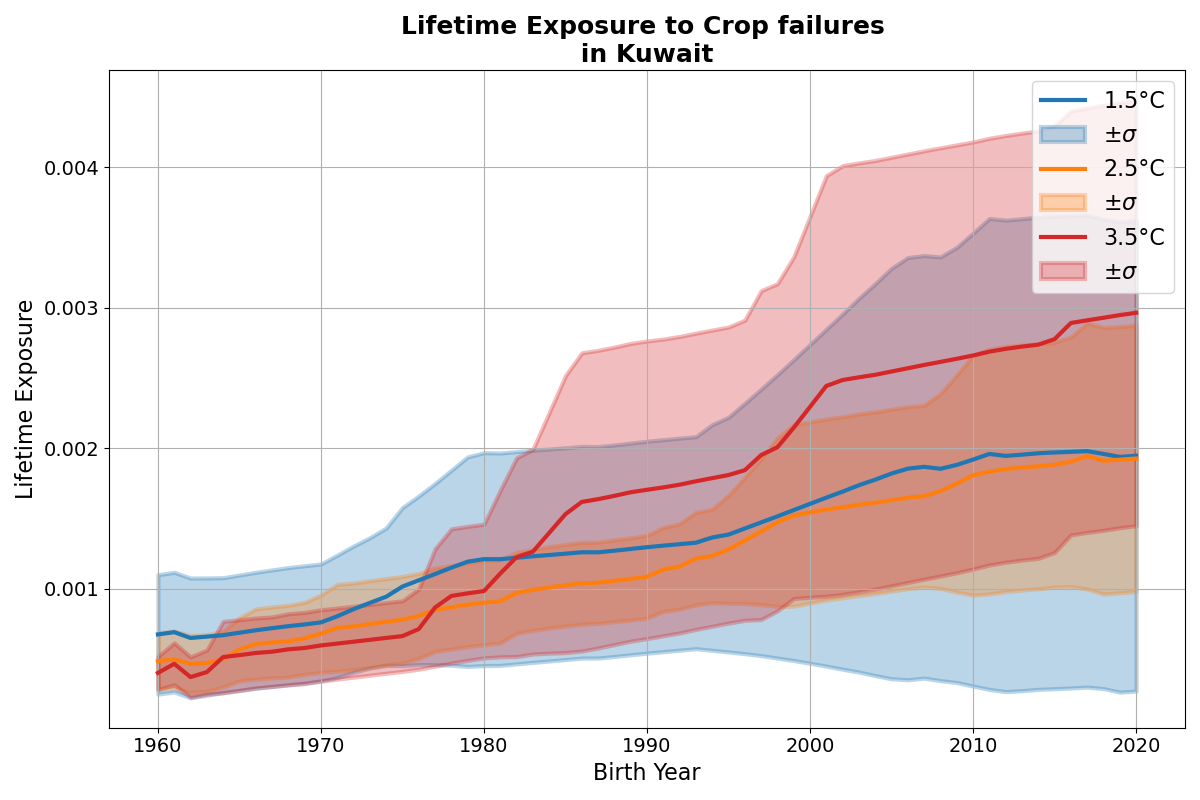 Lifetime Exposure to Crop failures
in Kuwait
1.5°C
±σ
2.5°C
±σ
3.5°C
±σ
Lifetime Exposure
0.004
0.003
0.002
0.001
1960 1970 1980 1990 2000 2010 2020
Birth Year